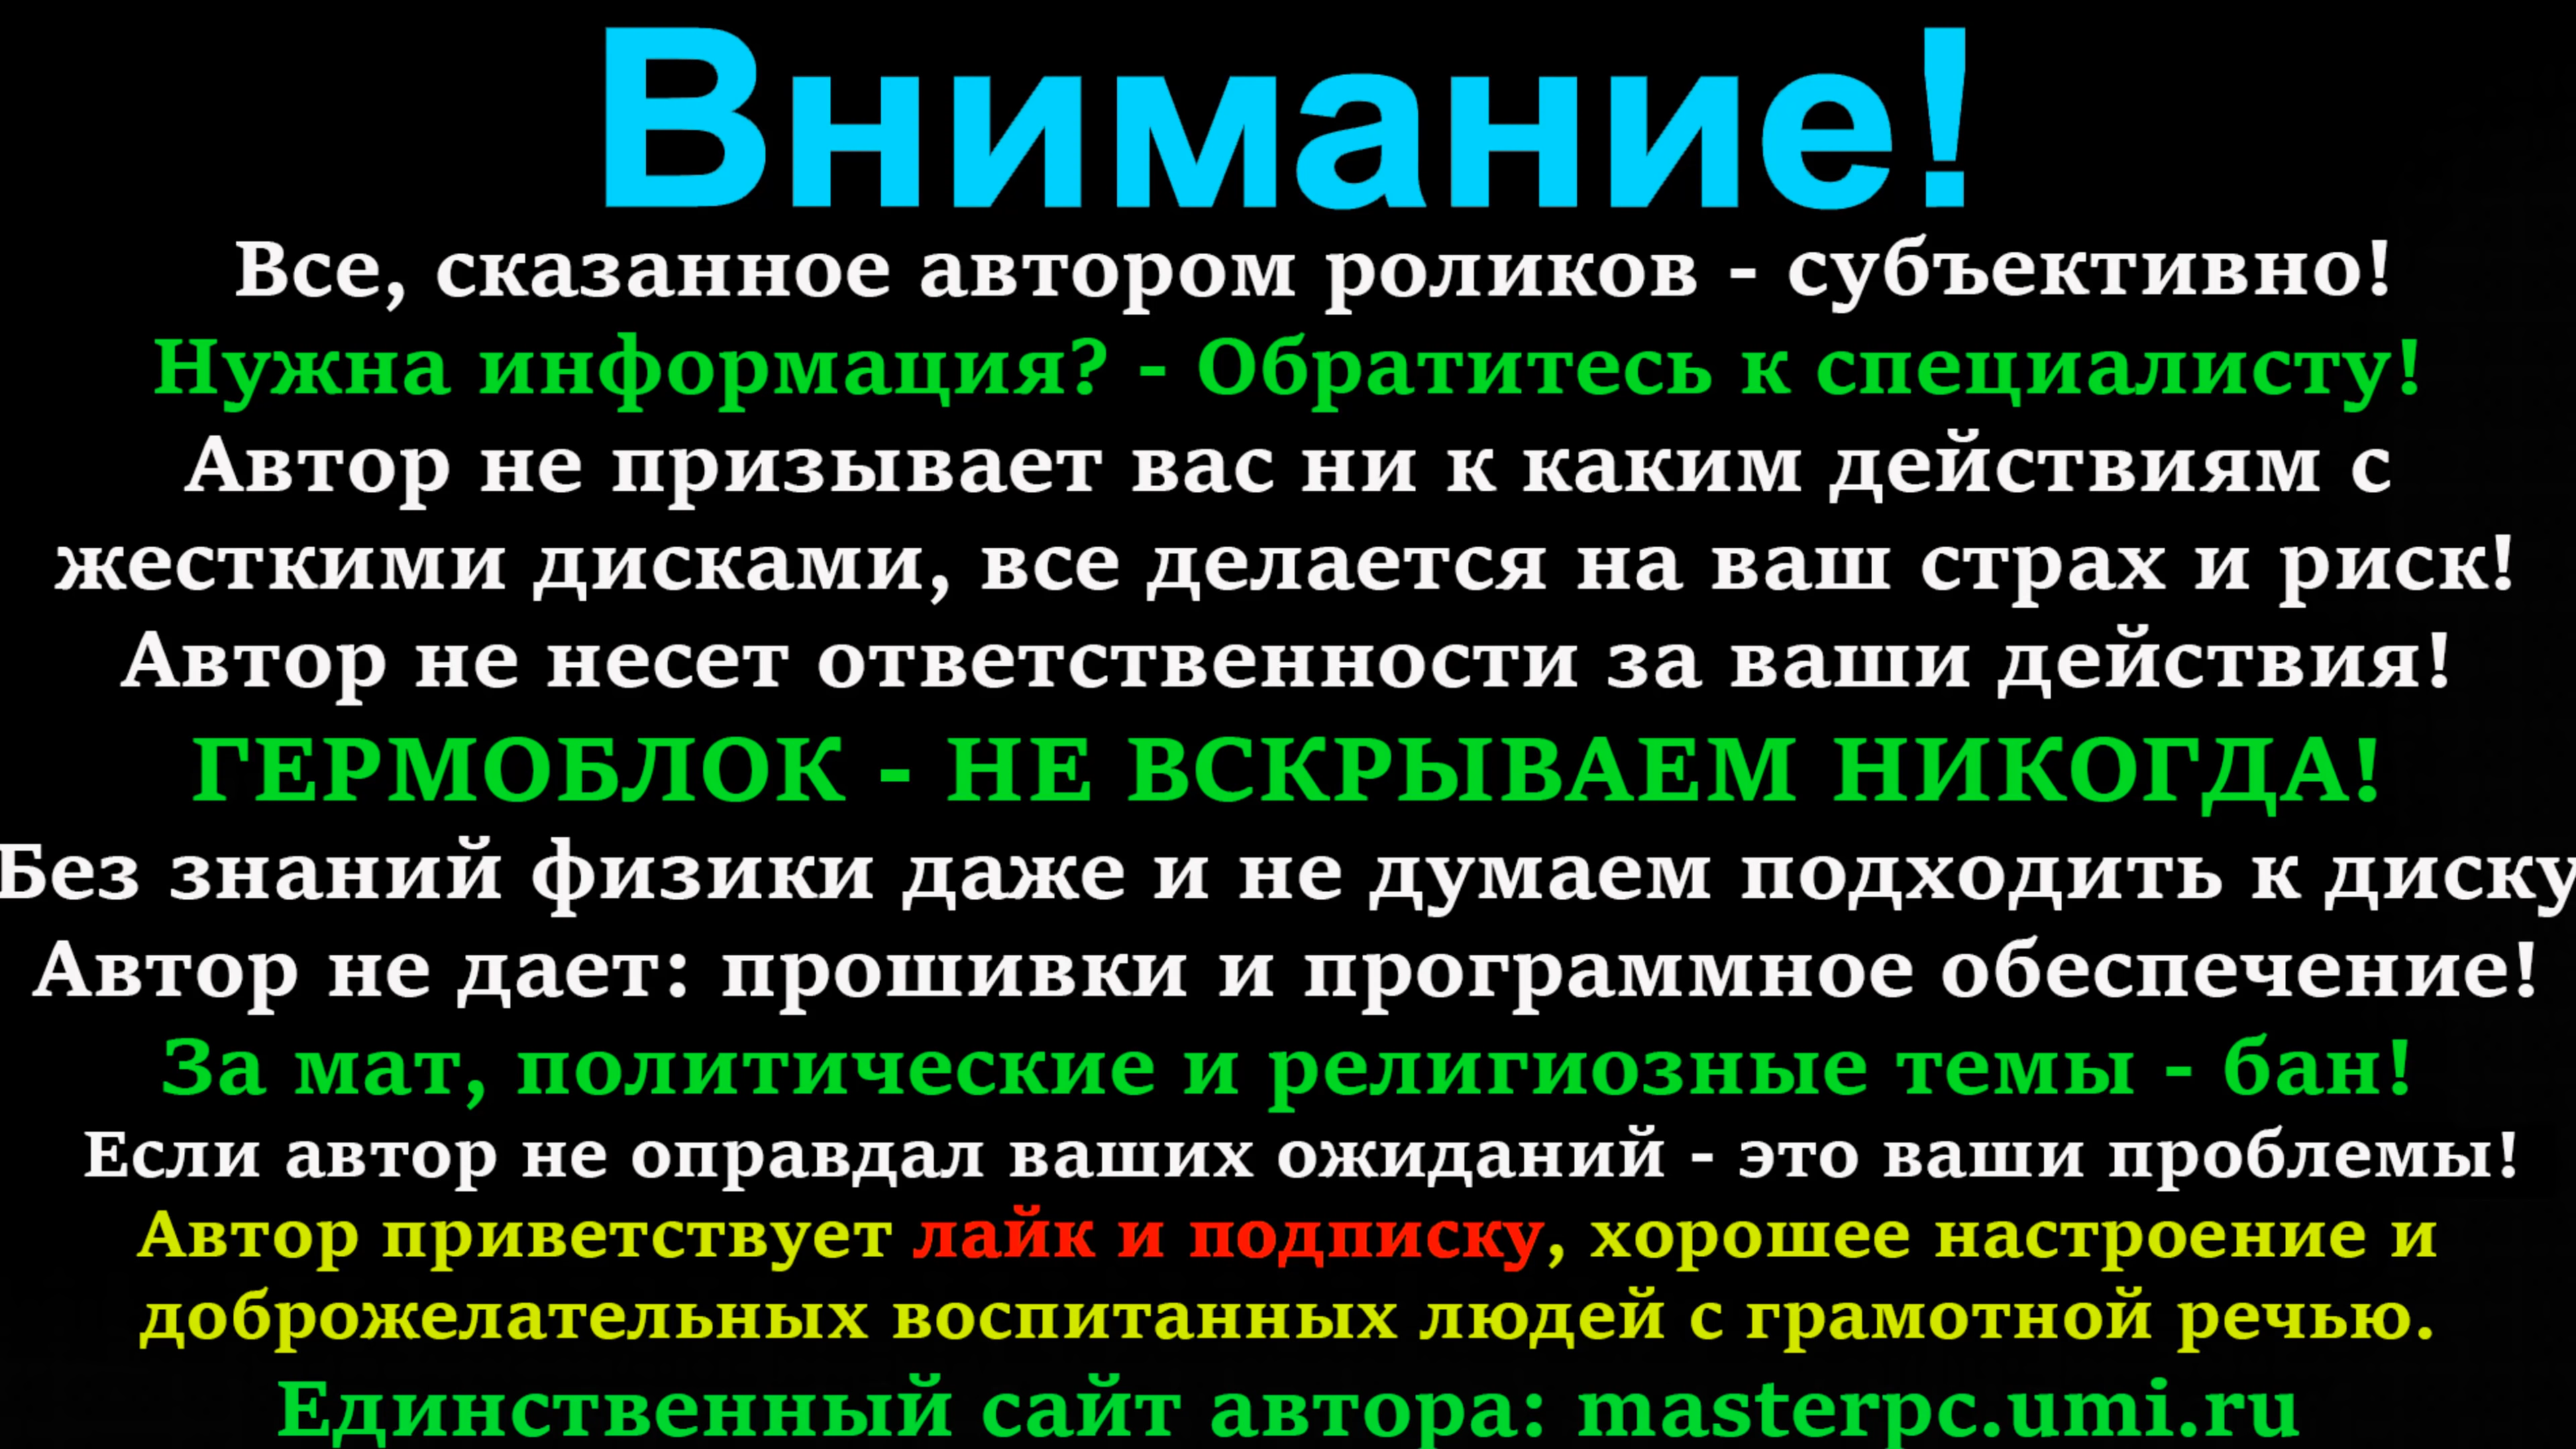 Внимание!
Все, сказанное автором роликов - субъективно!
Нужна информация? - Обратитесь к специалисту!
Автор не призывает вас ни к каким действиям с
жесткими дисками, все делается на ваш страх и риск!
Автор не несет ответственности за ваши действия!
ГЕРМОБЛОК - НЕ ВСКРЫВАЕМ НИКОГДА!
Без знаний физики даже и не думаем подходить к диску
Автор не дает: прошивки и программное обеспечение!
За мат, политические и религиозные темы - бан!
Если автор не оправдал ваших ожиданий - это ваши проблемы!
Автор приветствует лайк и подписку, хорошее настроение и
доброжелательных воспитанных людей с грамотной речью.
Единственный сайт автора: masterpc.umi.ru